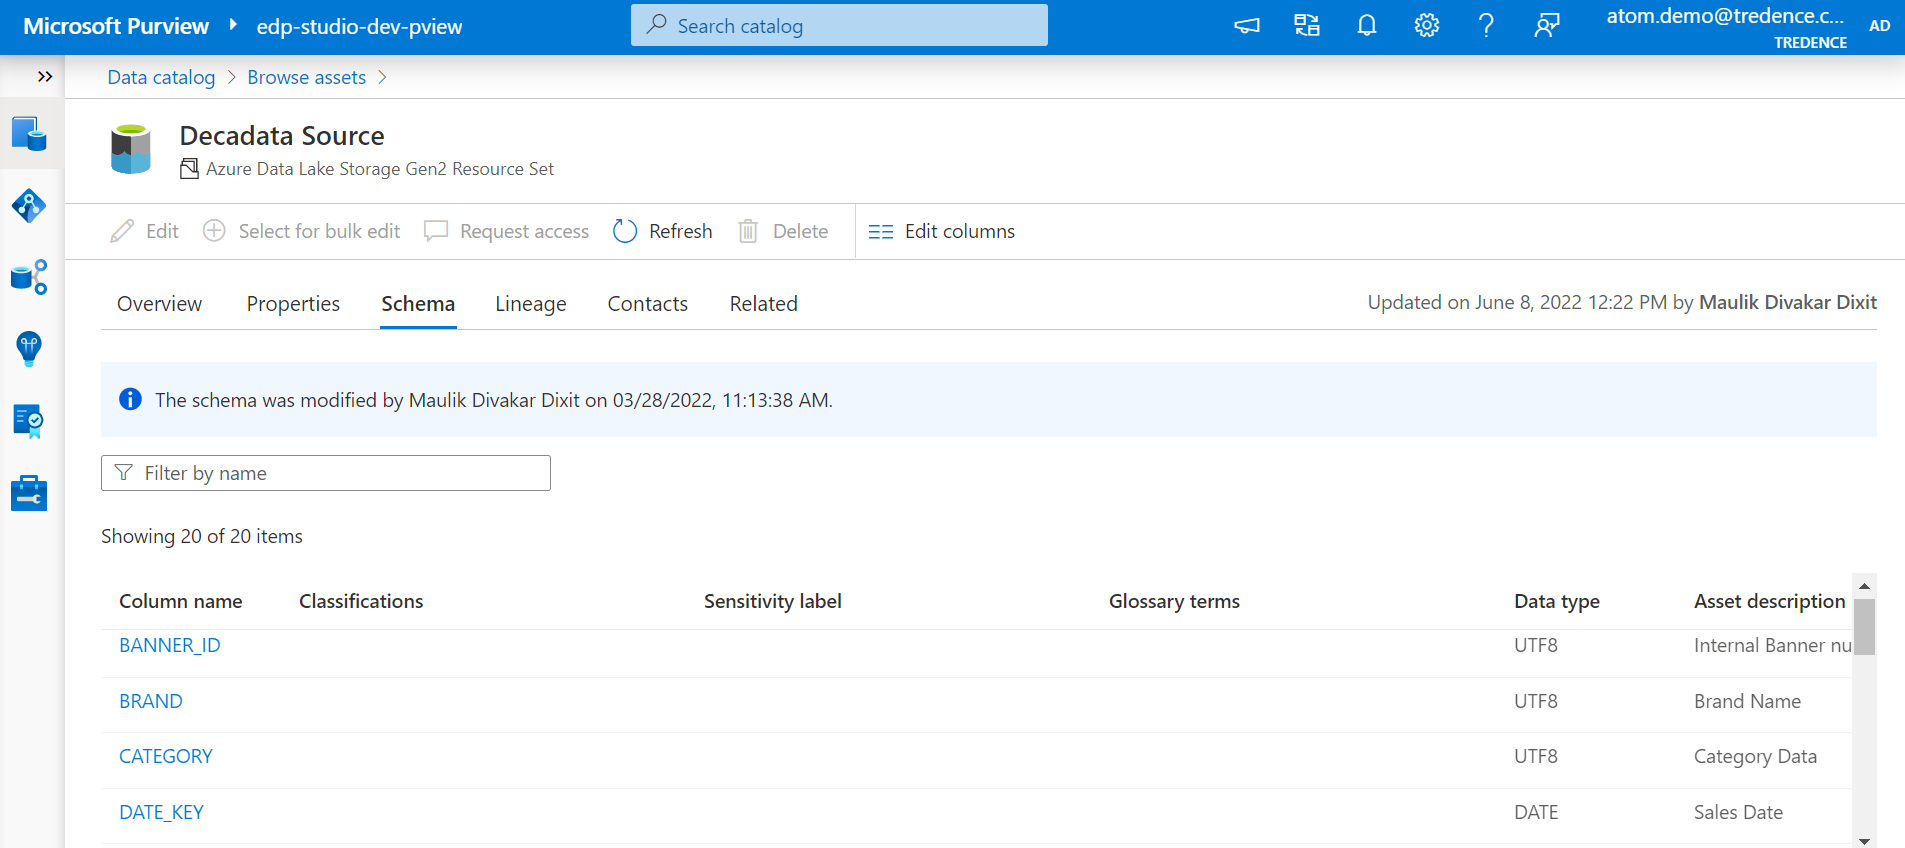 Microsoft Purview edp-studio-dev-pview Search catalog atom.demo@tredence.c... AD
TREDENCE
Data catalog Browse assets
Decadata Source
Azure Data Lake Storage Gen2 Resource Set
Edit Select for bulk edit Request access Refresh Delete Edit columns
Overview Properties Schema Lineage Contacts Related Updated on June 8, 2022 12:22 PM by Maulik Divakar Dixit
The schema was modified by Maulik Divakar Dixit on 03/28/2022, 11:13:38 AM.
Filter by name
Showing 20 of 20 items
Column name Classifications Sensitivity label Glossary terms Data type Asset description
BANNER_ID UTF8 Internal Banner nu
BRAND UTF8 Brand Name
CATEGORY UTF8 Category Data
DATE_KEY DATE Sales Date